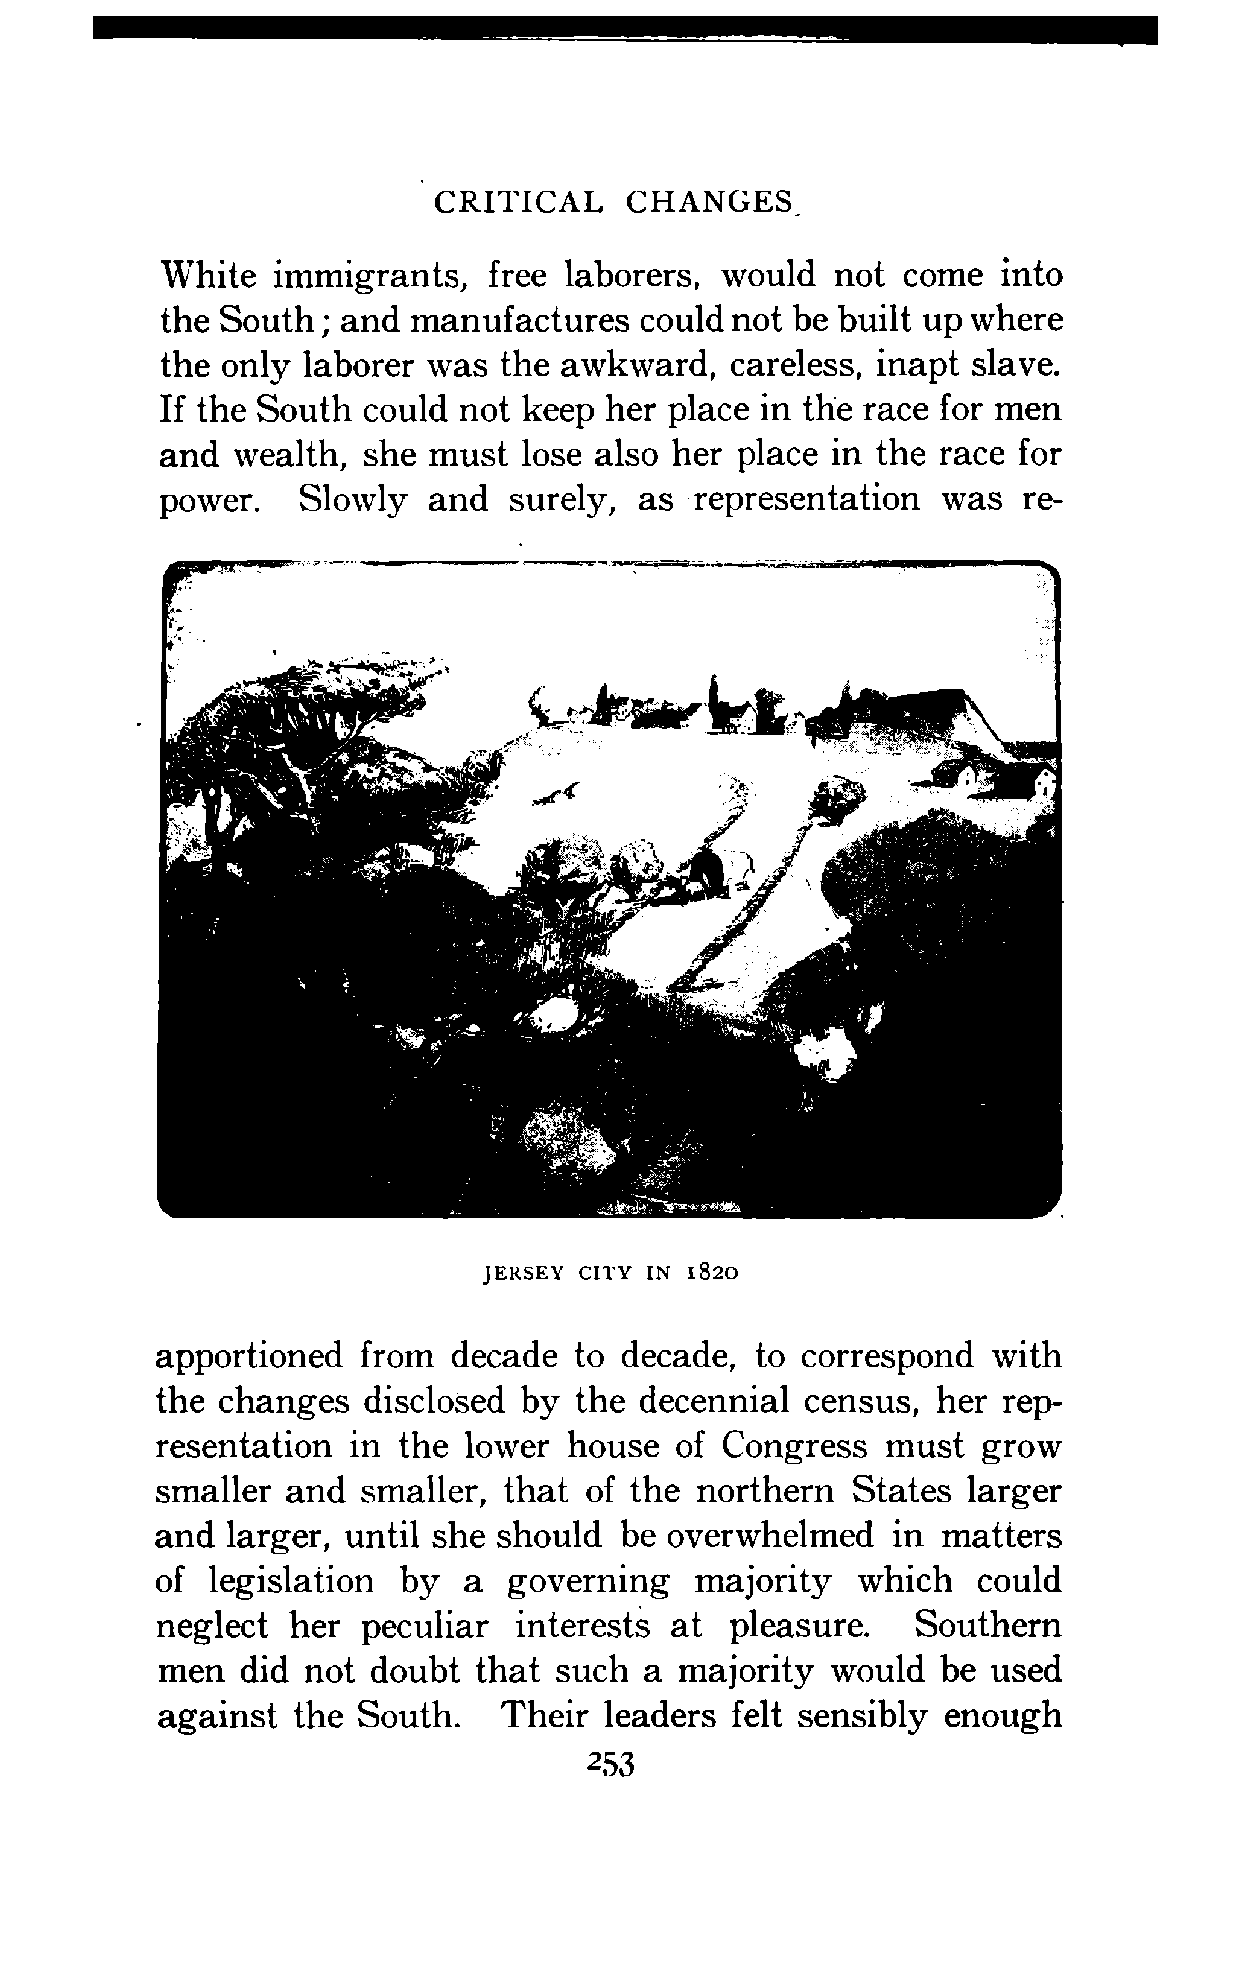 CRITICAL CHANGES
White immigrants, free laborers, would not come into
the South; and manufactures could not be built up where
the only laborer was the awkward, careless, inapt slave.
If the South could not keep her place in the race for men
and wealth, she must lose also her place in the race for
power. Slowly and surely, as representation was re-
JERSEY CITY IN 1820
apportioned from decade to decade, to correspond with
the changes disclosed by the decennial census, her rep-
resentation in the lower house of Congress must grow
smaller and smaller, that of the northern States larger
and larger, until she should be overwhelmed in matters
of legislation by a governing majority which could
neglect her peculiar interests at pleasure. Southern
men did not doubt that such a majority would be used
against the South. Their leaders felt sensibly enough
253